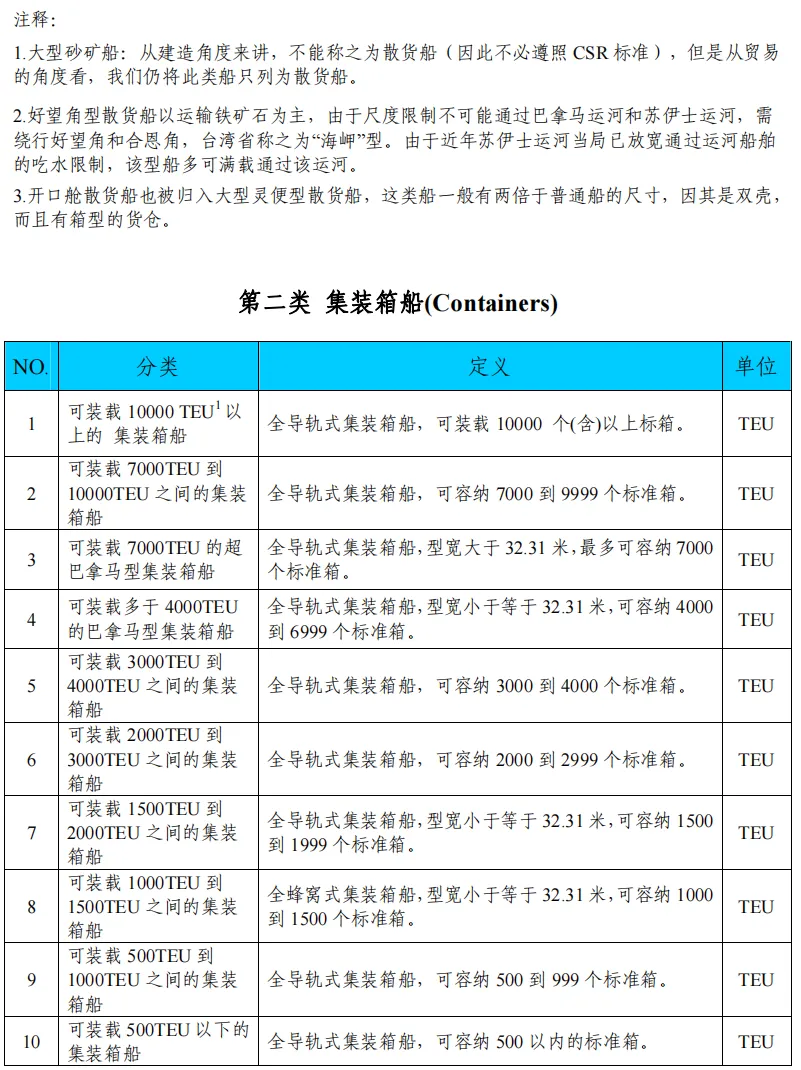 注释：
1.大型砂矿船：从建造角度来讲，不能称之为散货船（因此不必遵照 CSR 标准），但是从贸易
的角度看，我们仍将此类船只列为散货船。
2.好望角型散货船以运输铁矿石为主，由于尺度限制不可能通过巴拿马运河和苏伊士运河，需
绕行好望角和合恩角，台湾省称之为“海岬”型。由于近年苏伊士运河当局已放宽通过运河船舶
的吃水限制，该型船多可满载通过该运河。
3.开口舱散货船也被归入大型灵便型散货船，这类船一般有两倍于普通船的尺寸，因其是双壳，
而且有箱型的货仓。
第二类 集装箱船(Containers)
NO. 分类 定义 单位
1 可装载 10000 TEU1 以
上的 集装箱船
全导轨式集装箱船，可装载 10000 个(含)以上标箱。 TEU
2 可装载 7000TEU 到
10000TEU 之间的集装
箱船
全导轨式集装箱船，可容纳 7000 到 9999 个标准箱。 TEU
3 可装载 7000TEU 的超
巴拿马型集装箱船
全导轨式集装箱船，型宽大于 32.31 米，最多可容纳 7000
个标准箱。 TEU
4 可装载多于 4000TEU
的巴拿马型集装箱船
全导轨式集装箱船，型宽小于等于 32.31 米，可容纳 4000
到 6999 个标准箱。 TEU
5 可装载 3000TEU 到
4000TEU 之间的集装
箱船
全导轨式集装箱船，可容纳 3000 到 4000 个标准箱。 TEU
6 可装载 2000TEU 到
3000TEU 之间的集装
箱船
全导轨式集装箱船，可容纳 2000 到 2999 个标准箱。 TEU
7 可装载 1500TEU 到
2000TEU 之间的集装
箱船
全导轨式集装箱船，型宽小于等于 32.31 米，可容纳 1500
到 1999 个标准箱。 TEU
8 可装载 1000TEU 到
1500TEU 之间的集装
箱船
全蜂窝式集装箱船，型宽小于等于 32.31 米，可容纳 1000
到 1500 个标准箱。 TEU
9 可装载 500TEU 到
1000TEU 之间的集装
箱船
全导轨式集装箱船，可容纳 500 到 999 个标准箱。 TEU
10 可装载 500TEU 以下的
集装箱船
全导轨式集装箱船，可容纳 500 以内的标准箱。 TEU